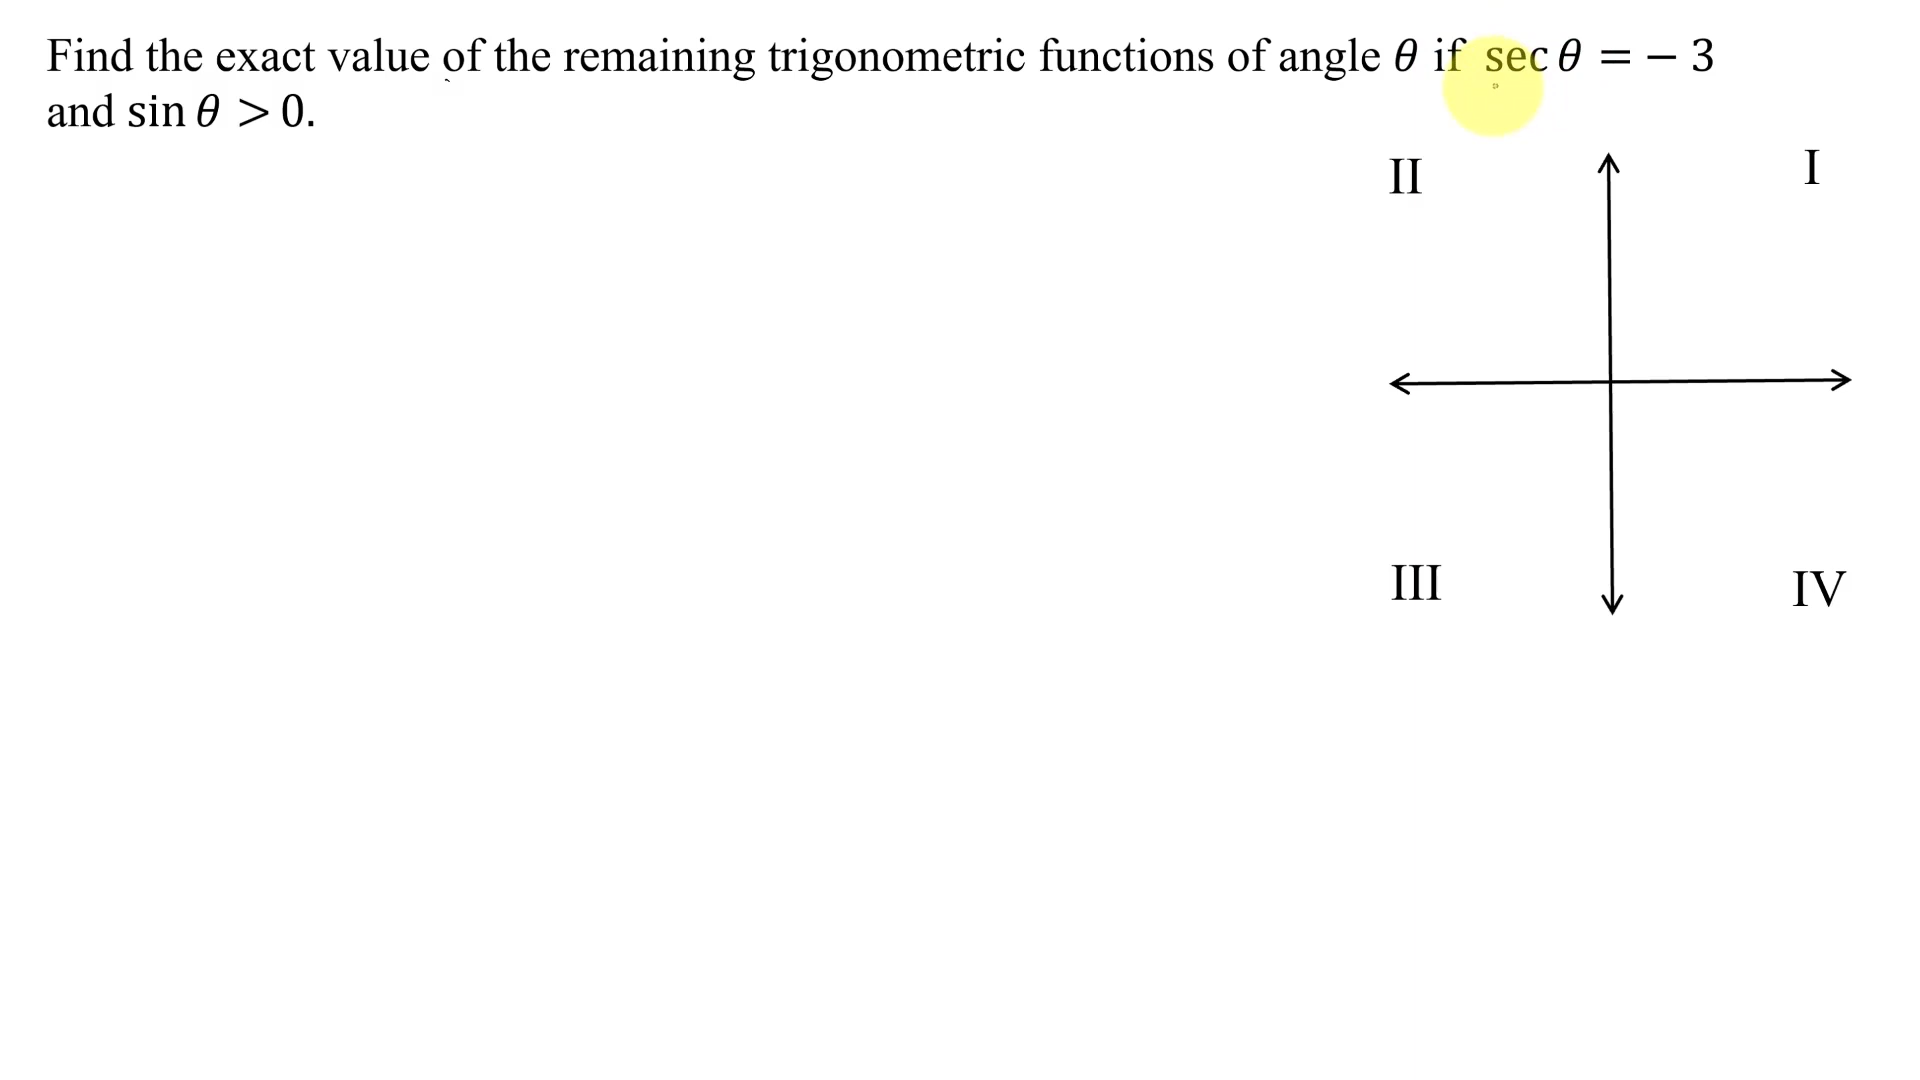 Find the exact value of the remaining trigonometric functions of angle θ if sec θ = − 3
and sin θ > 0.
II
I
III
IV